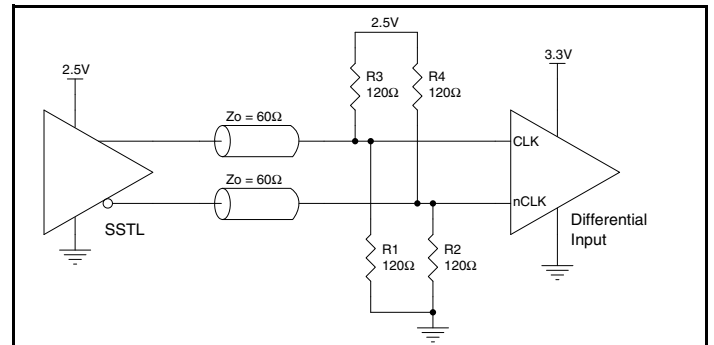 2.5V
2.5V
3.3V
R3
120Ω
R4
120Ω
Zo = 60Ω
CLK
Zo = 60Ω
nCLK
SSTL
Differential
Input
R1
120Ω
R2
120Ω